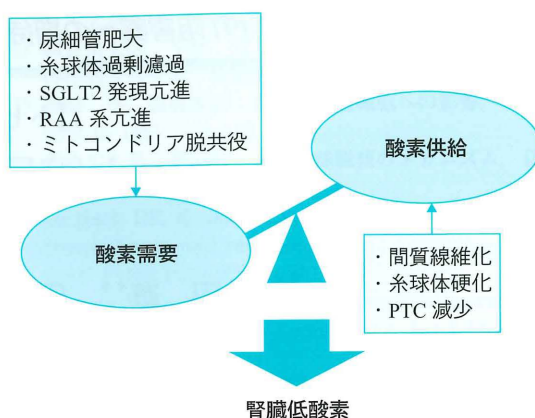 ・尿細管肥大
・糸球体過剰濾過
・SGLT2 発現亢進
・RAA 系亢進
・ミトコンドリア脱共役
酸素供給
酸素需要
・間質線維化
・糸球体硬化
・PTC 減少
腎臓低酸素